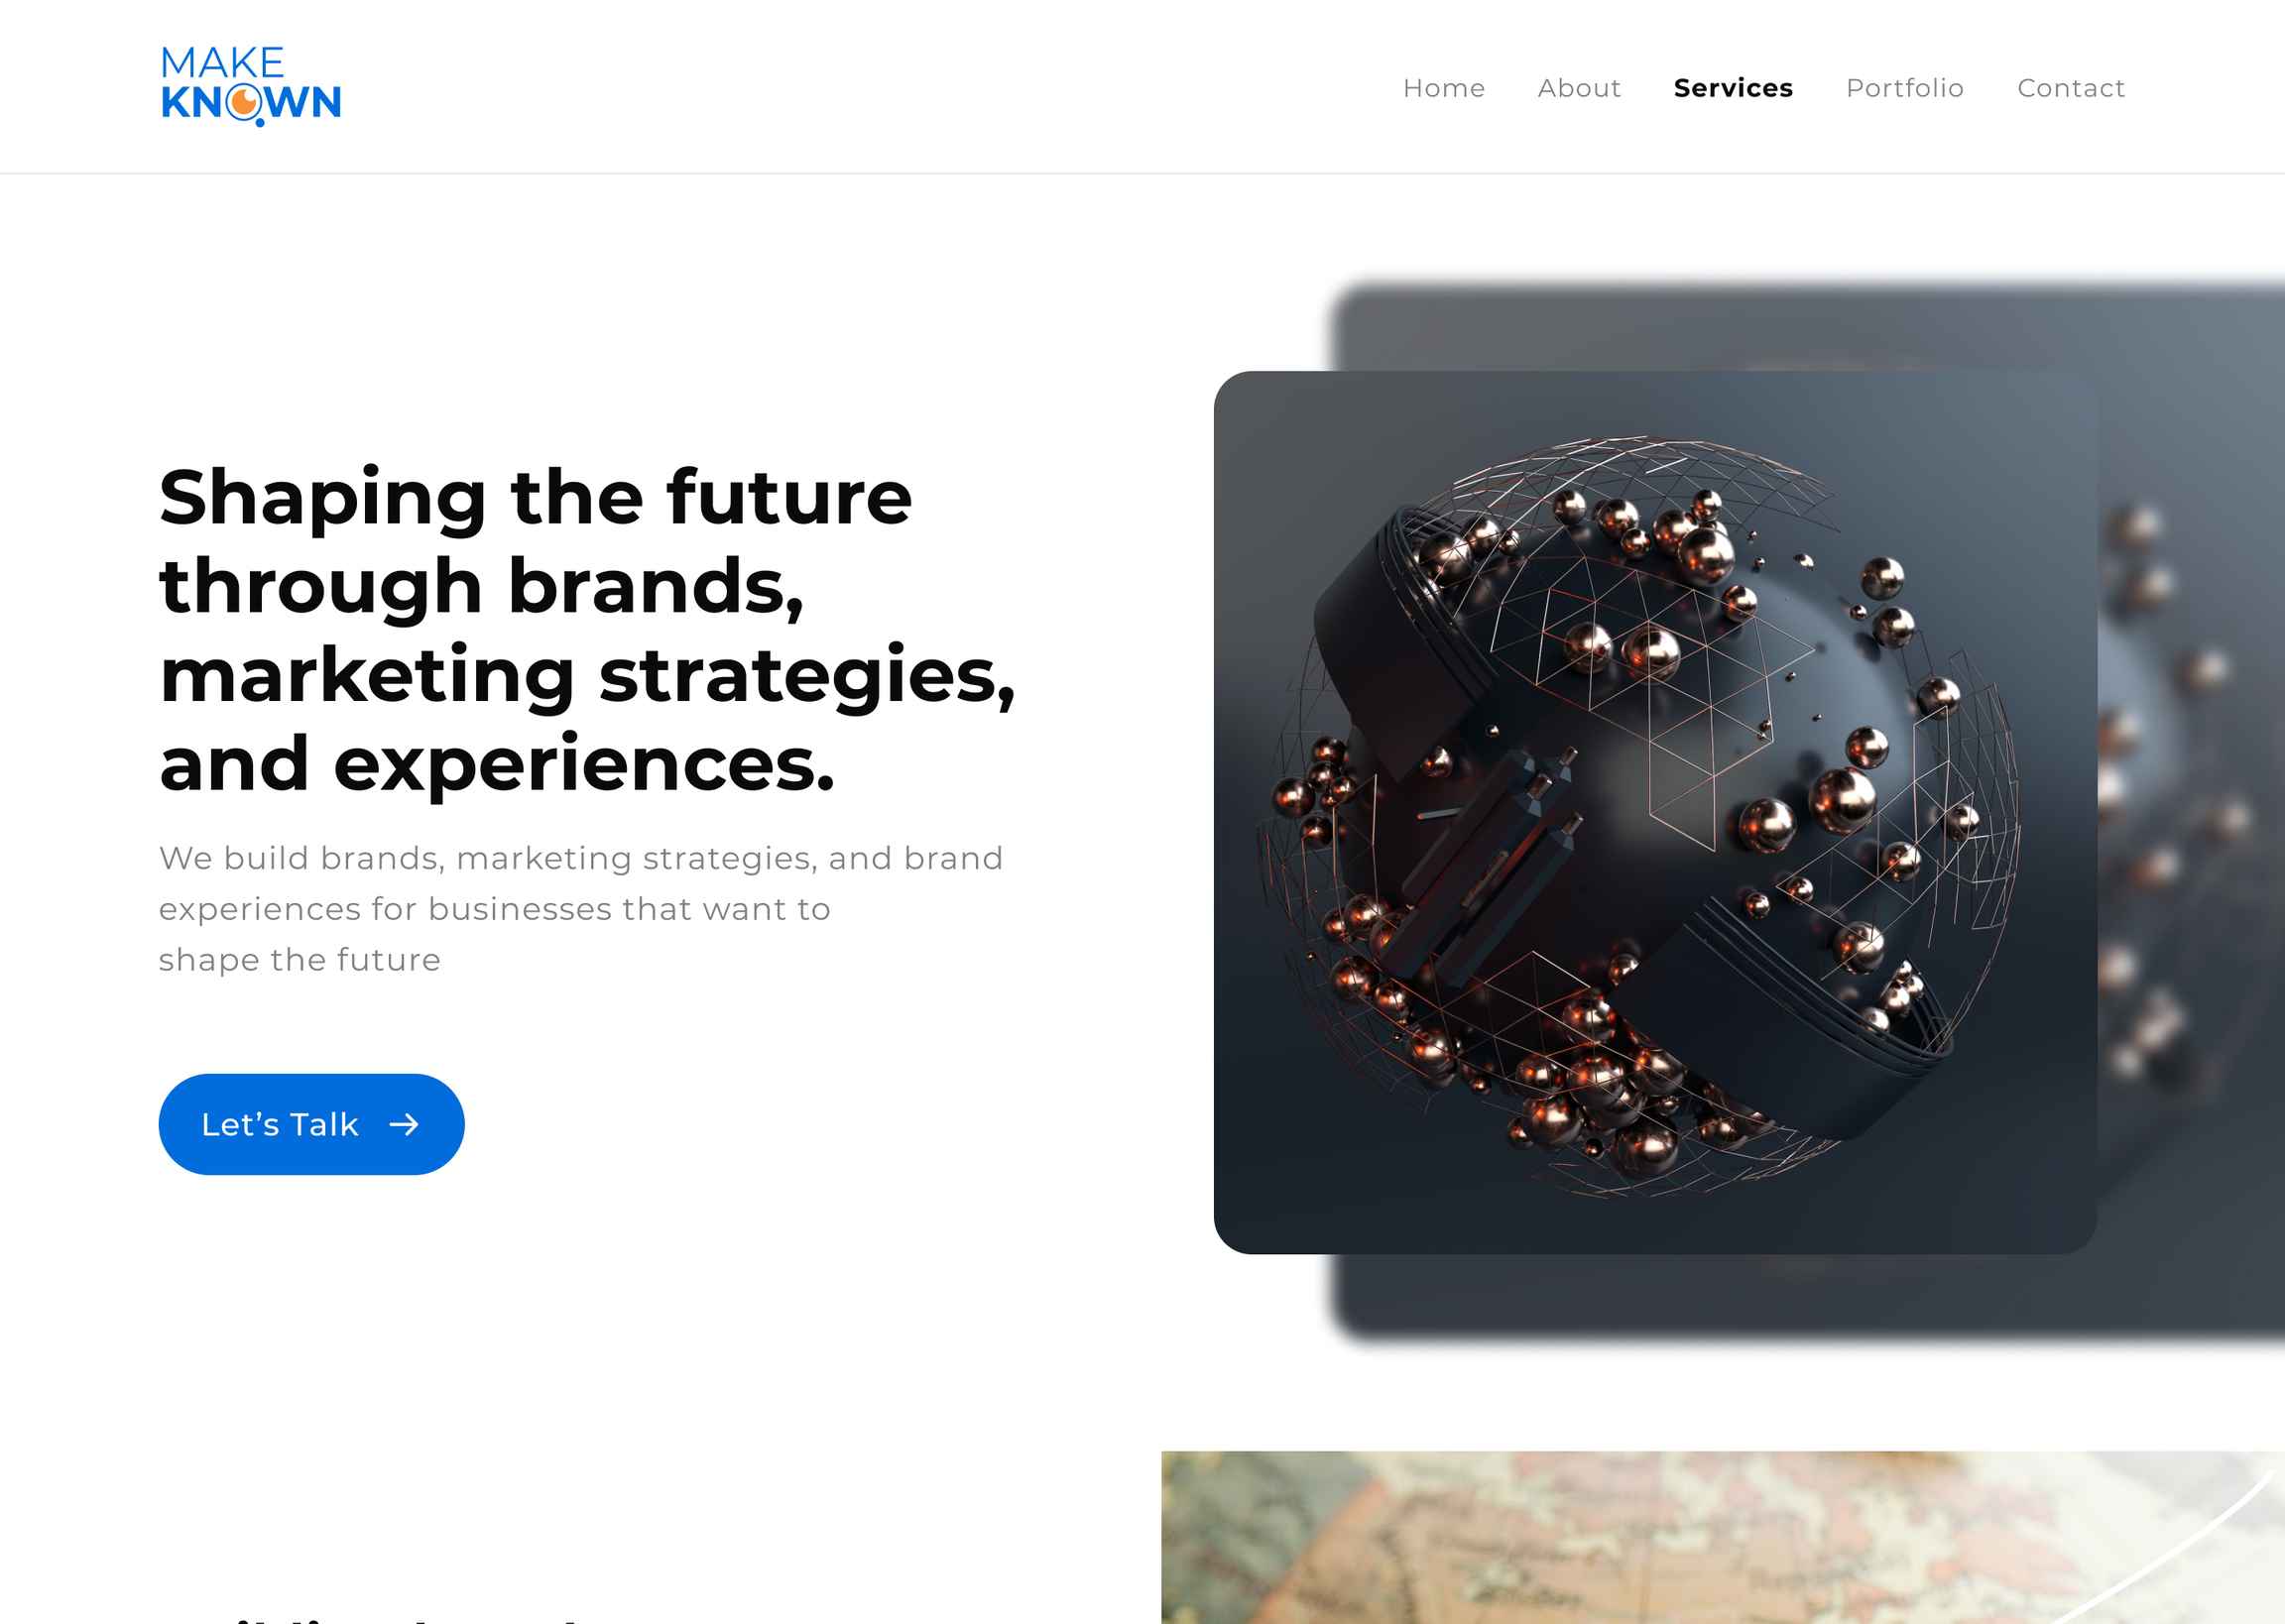 MAKE
KNOWN
Home About Services Portfolio Contact
Shaping the future
through brands,
marketing strategies,
and experiences.
We build brands, marketing strategies, and brand
experiences for businesses that want to
shape the future
Let’s Talk